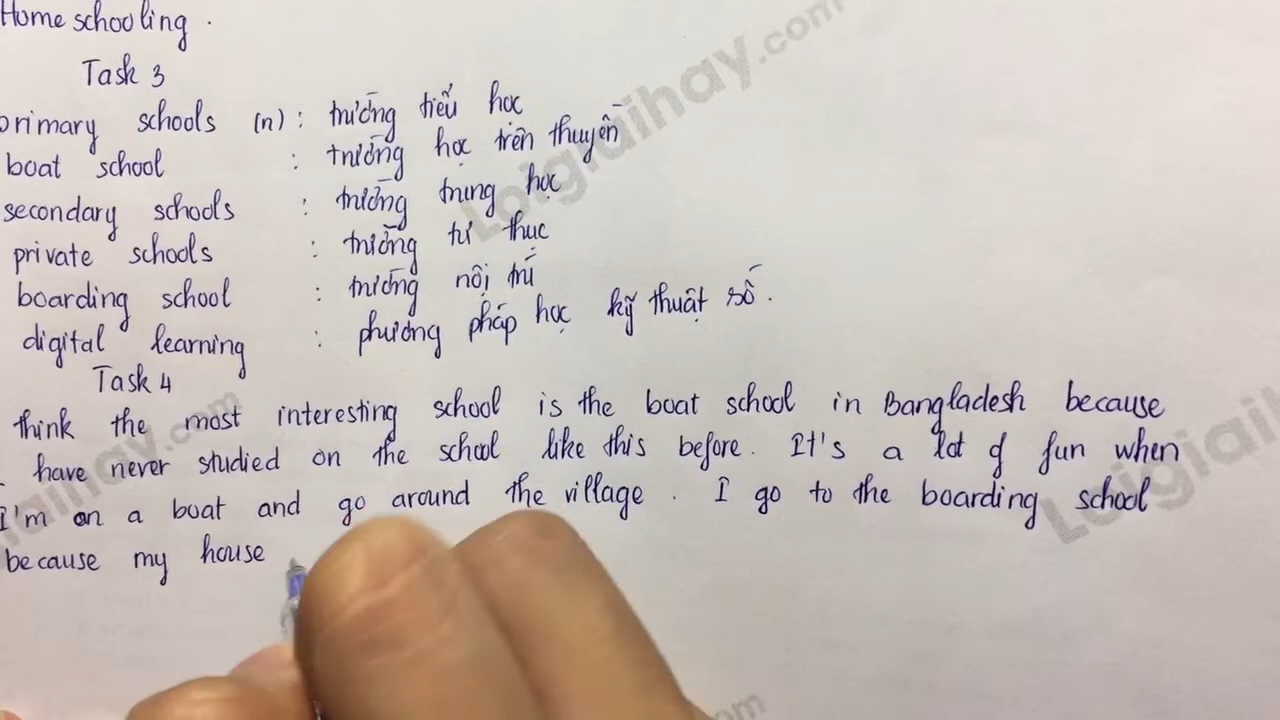 Home schooling.
Task 3
primary schools (n): trường tiểu học
boat school : trường học trên thuyền
secondary schools : trường trung học
private schools : trường tư thục
boarding school : trường nội trú
digital learning : phương pháp học kỹ thuật số.
Task 4
think the most interesting school is the boat school in Bangladesh because
have never studied on the school like this before. It's a lot of fun when
I'm on a boat and go around the village. I go to the boarding school
because my house
Loigiaihay.com